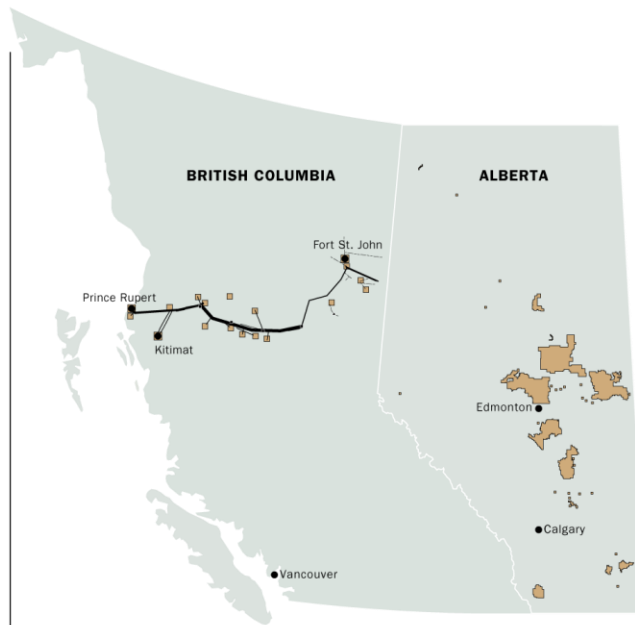 BRITISH COLUMBIA
ALBERTA
Fort St. John
Prince Rupert
Kitimat
Edmonton
Calgary
Vancouver